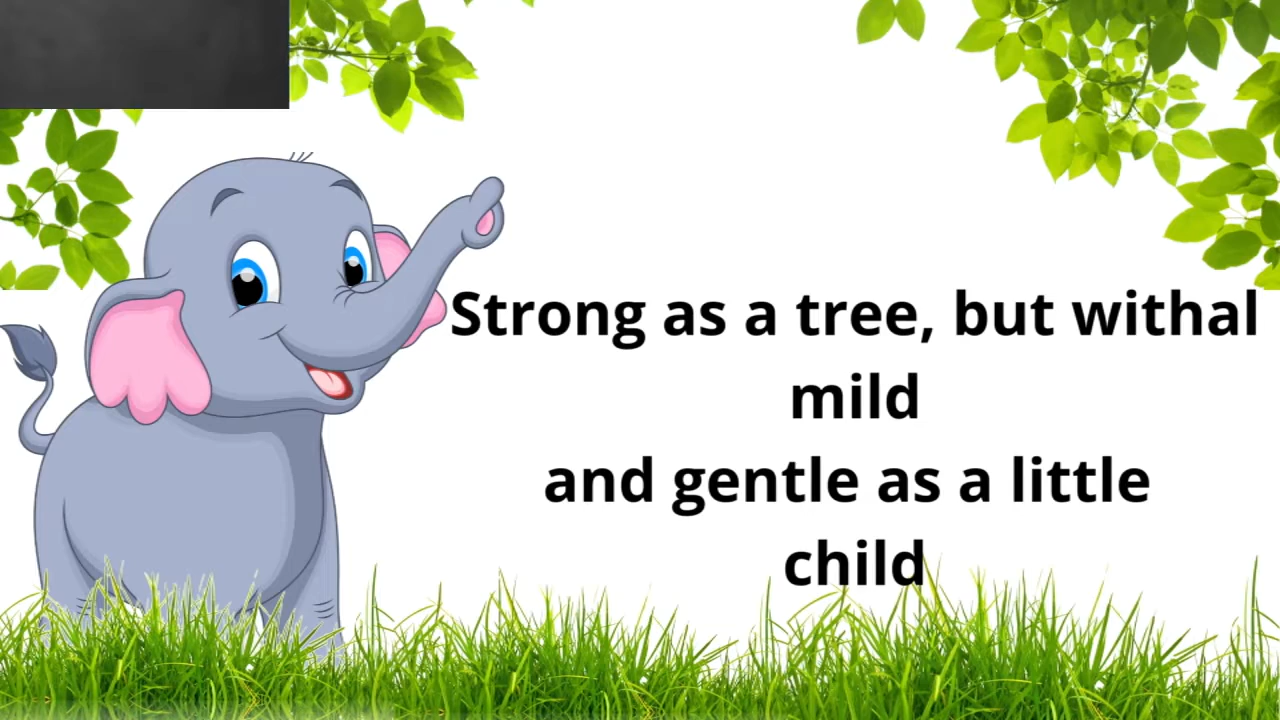 Strong as a tree, but withal
mild
and gentle as a little
child